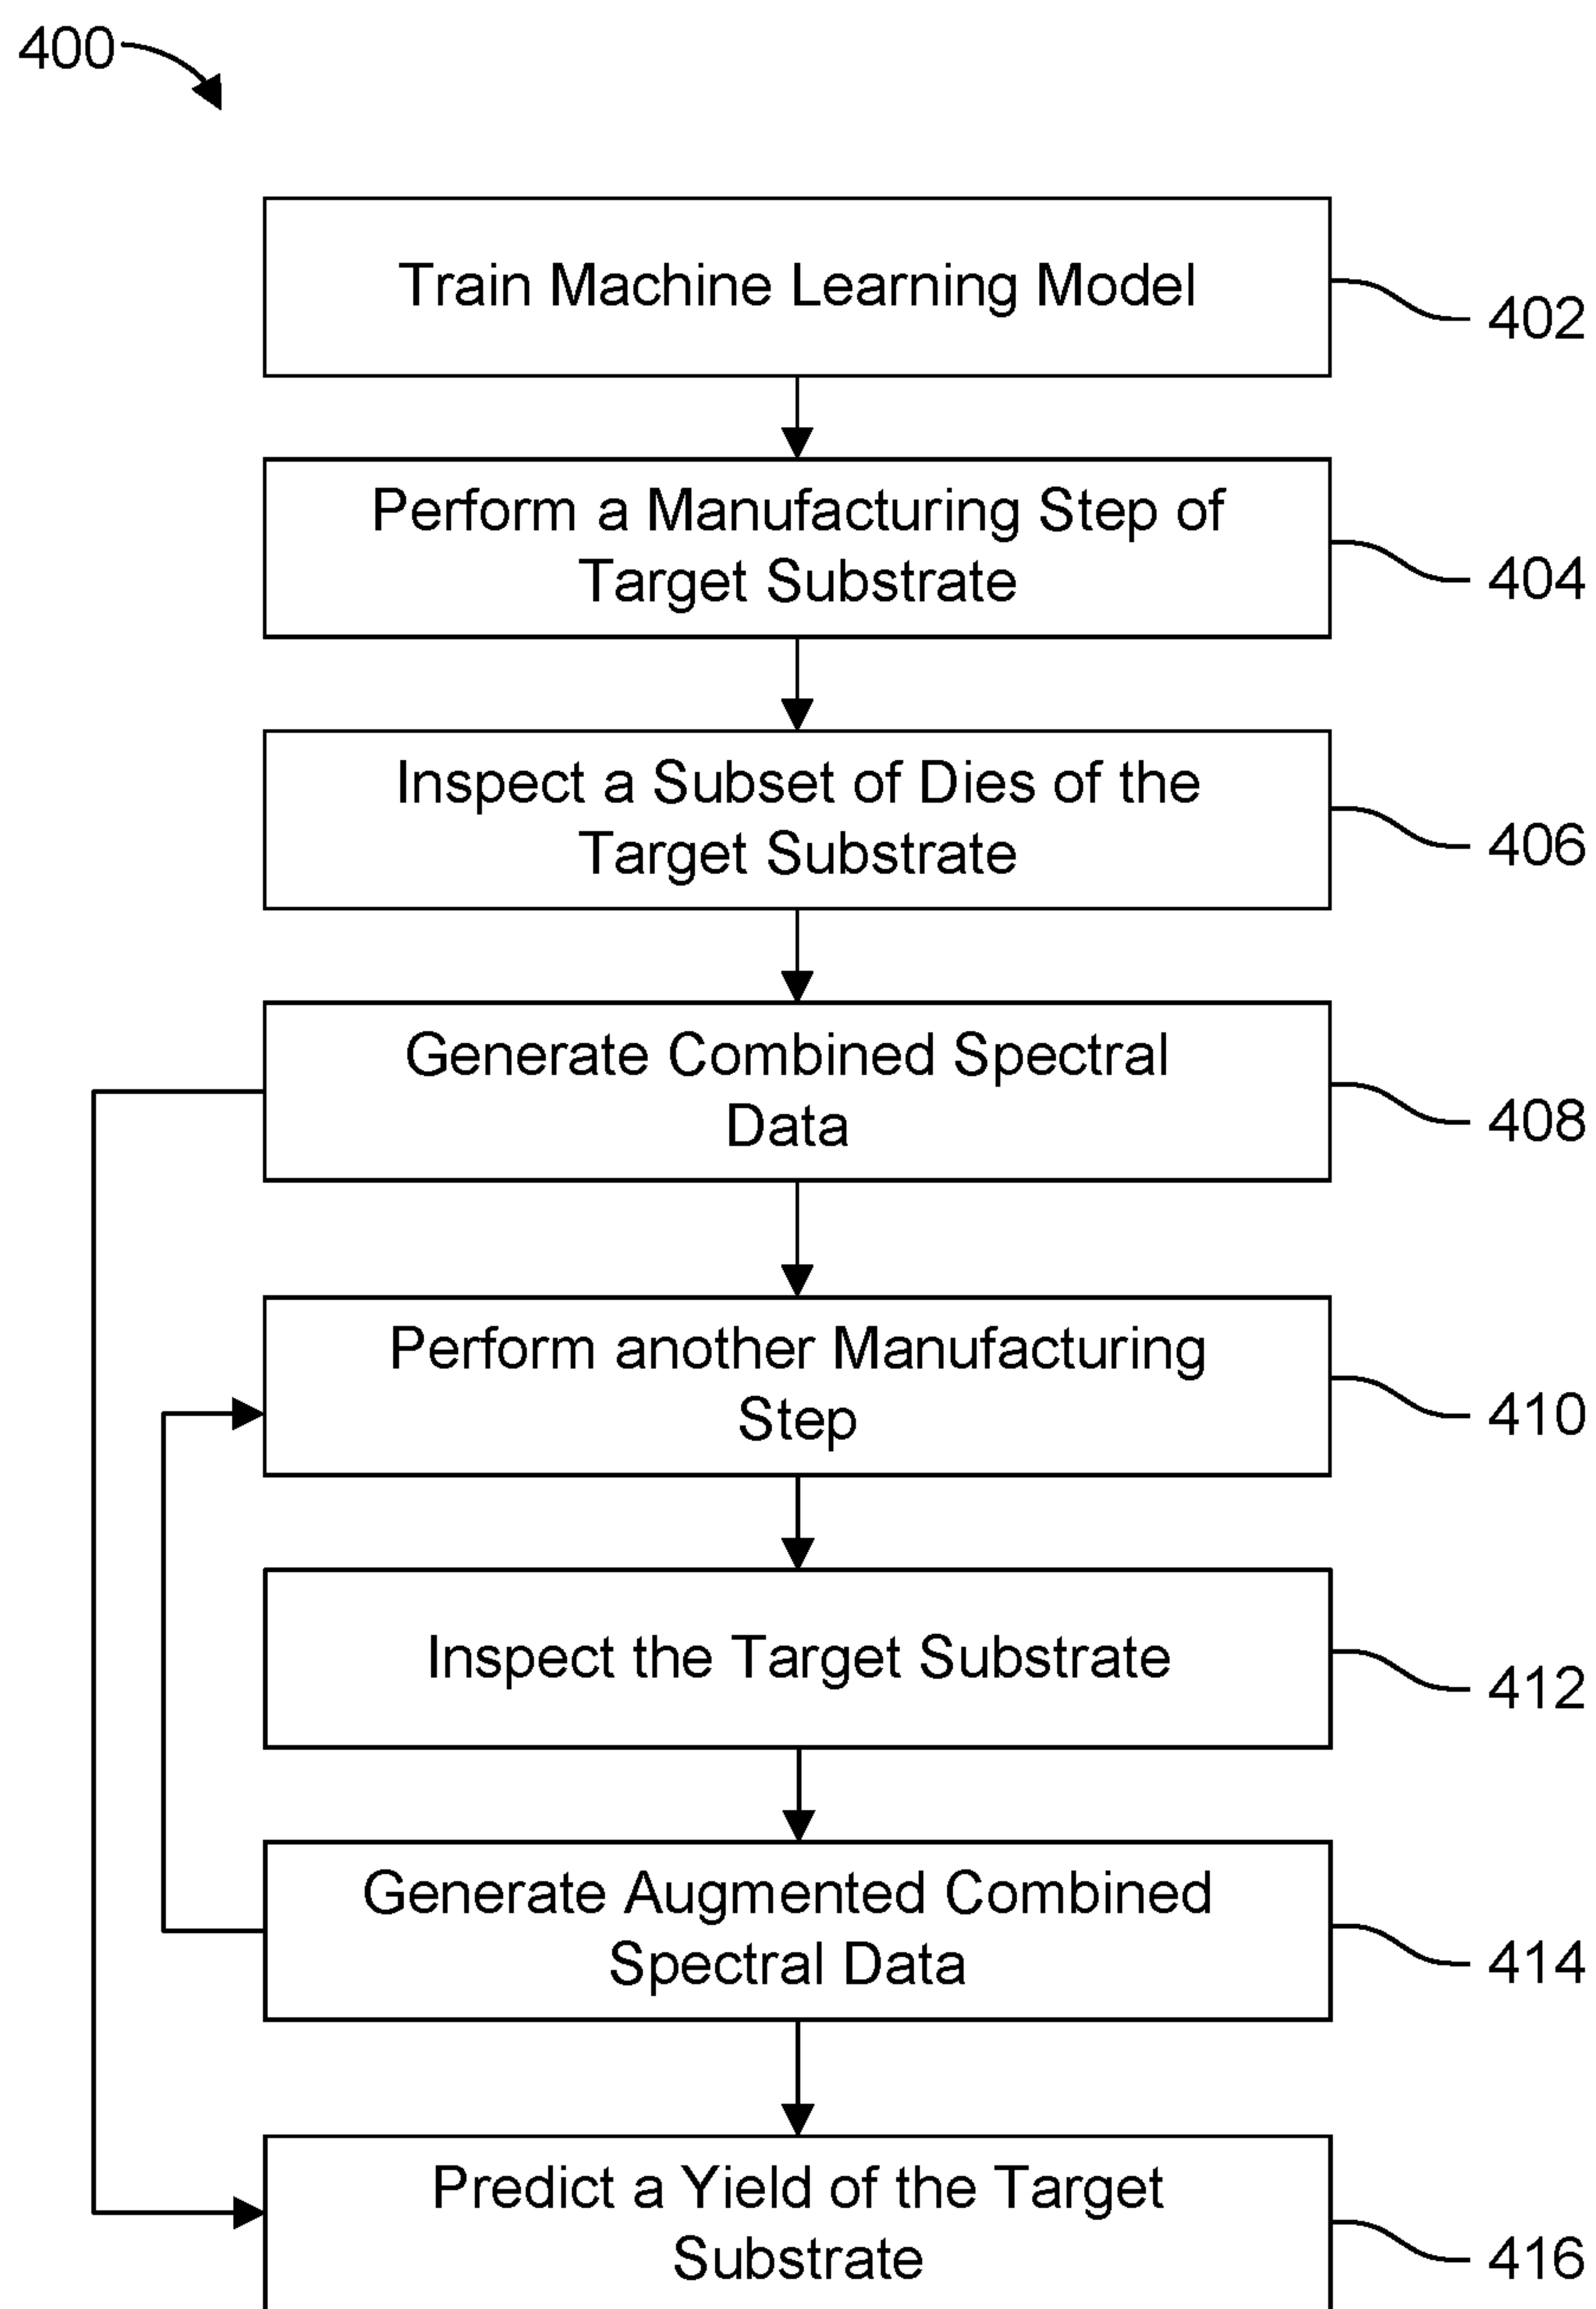 400
Train Machine Learning Model
402
Perform a Manufacturing Step of
Target Substrate
404
Inspect a Subset of Dies of the
Target Substrate
406
Generate Combined Spectral
Data
408
Perform another Manufacturing
Step
410
Inspect the Target Substrate
412
Generate Augmented Combined
Spectral Data
414
Predict a Yield of the Target
Substrate
416